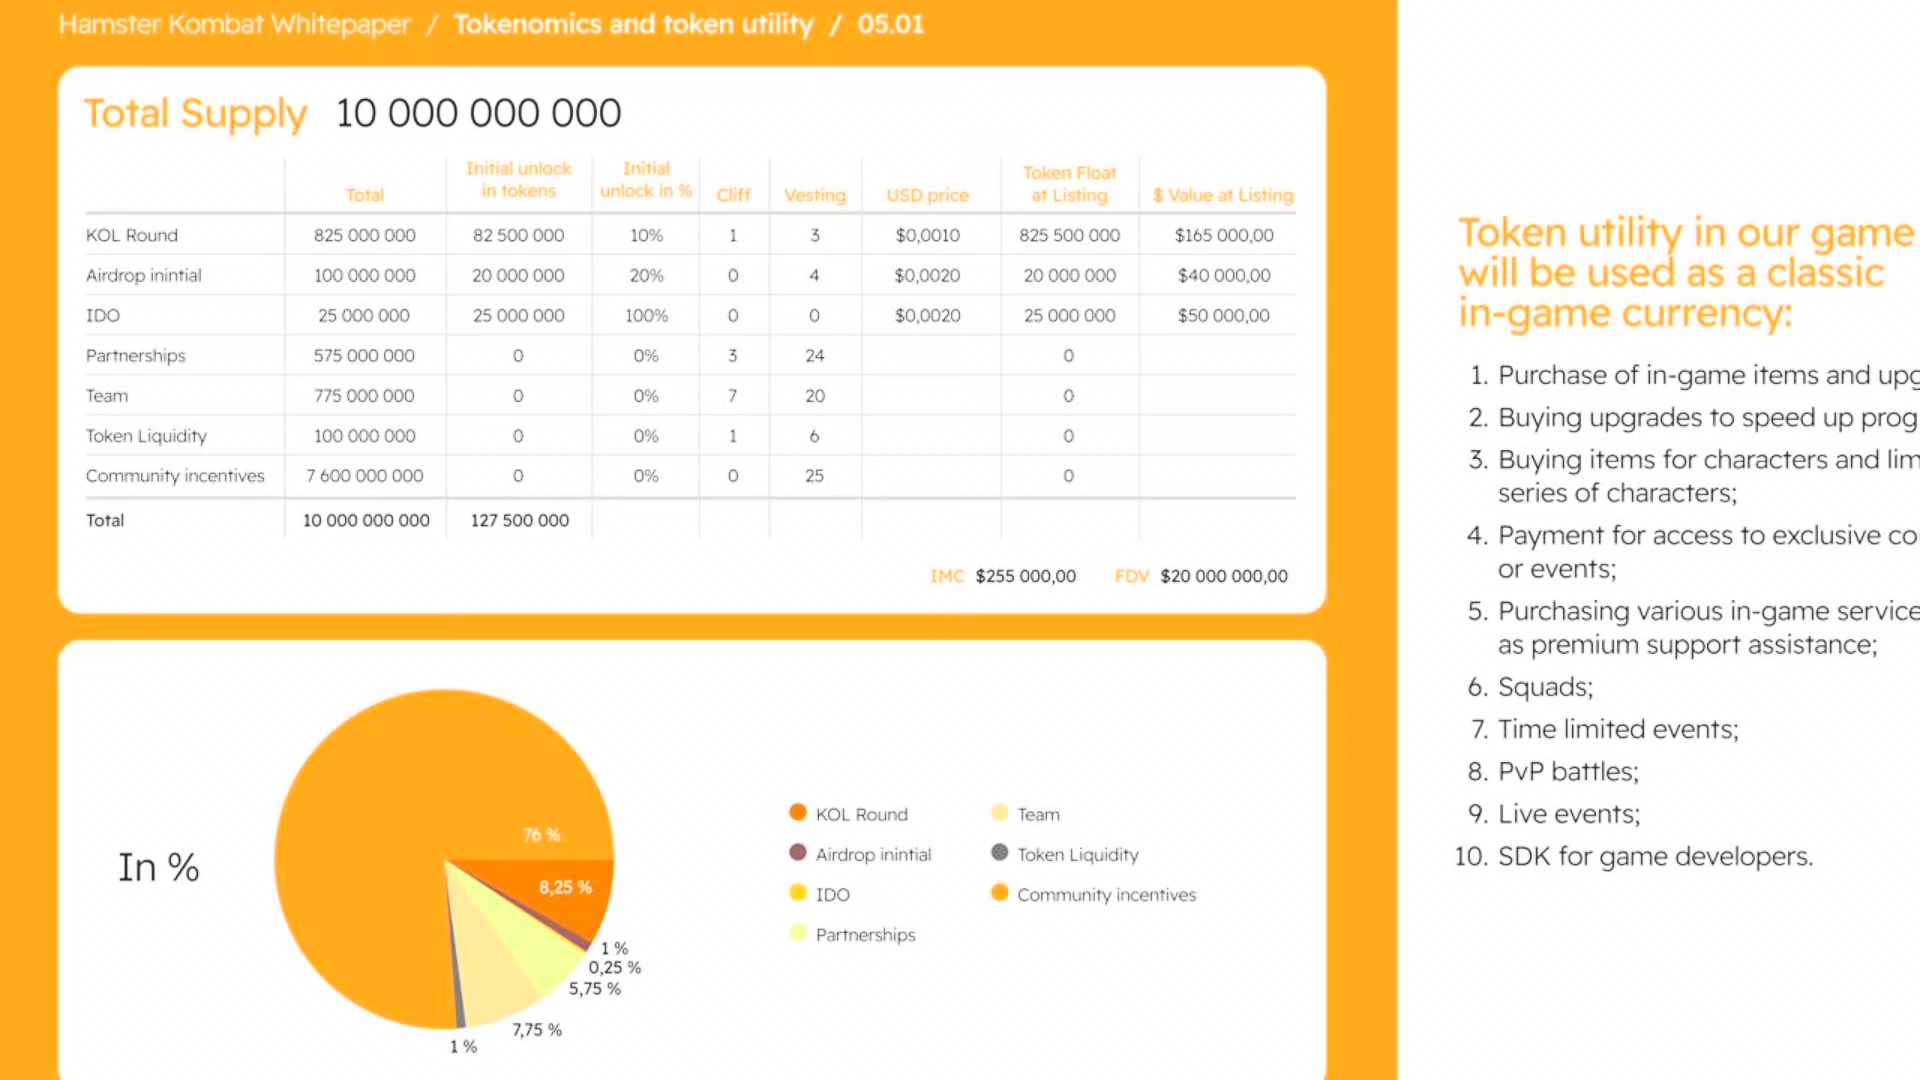 Hamster Kombat Whitepaper / Tokenomics and token utility / 05.01
Total Supply 10 000 000 000
Total Initial unlock in tokens Initial unlock in % Cliff Vesting USD price Token Float at Listing $ Value at Listing
KOL Round 825 000 000 82 500 000 10% 1 3 $0,0010 825 500 000 $165 000,00
Airdrop inintial 100 000 000 20 000 000 20% 0 4 $0,0020 20 000 000 $40 000,00
IDO 25 000 000 25 000 000 100% 0 0 $0,0020 25 000 000 $50 000,00
Partnerships 575 000 000 0 0% 3 24 0
Team 775 000 000 0 0% 7 20 0
Token Liquidity 100 000 000 0 0% 1 6 0
Community incentives 7 600 000 000 0 0% 0 25 0
Total 10 000 000 000 127 500 000
IMC $255 000,00 FDV $20 000 000,00
In %
76 %
8,25 %
1 %
0,25 %
5,75 %
7,75 %
1 %
KOL Round
Airdrop inintial
IDO
Partnerships
Team
Token Liquidity
Community incentives
Token utility in our game
will be used as a classic
in-game currency:
1. Purchase of in-game items and
2. Buying upgrades to speed up
3. Buying items for characters and
series of characters;
4. Payment for access to exclusive
or events;
5. Purchasing various in-game service
as premium support assistance;
6. Squads;
7. Time limited events;
8. PvP battles;
9. Live events;
10. SDK for game developers.